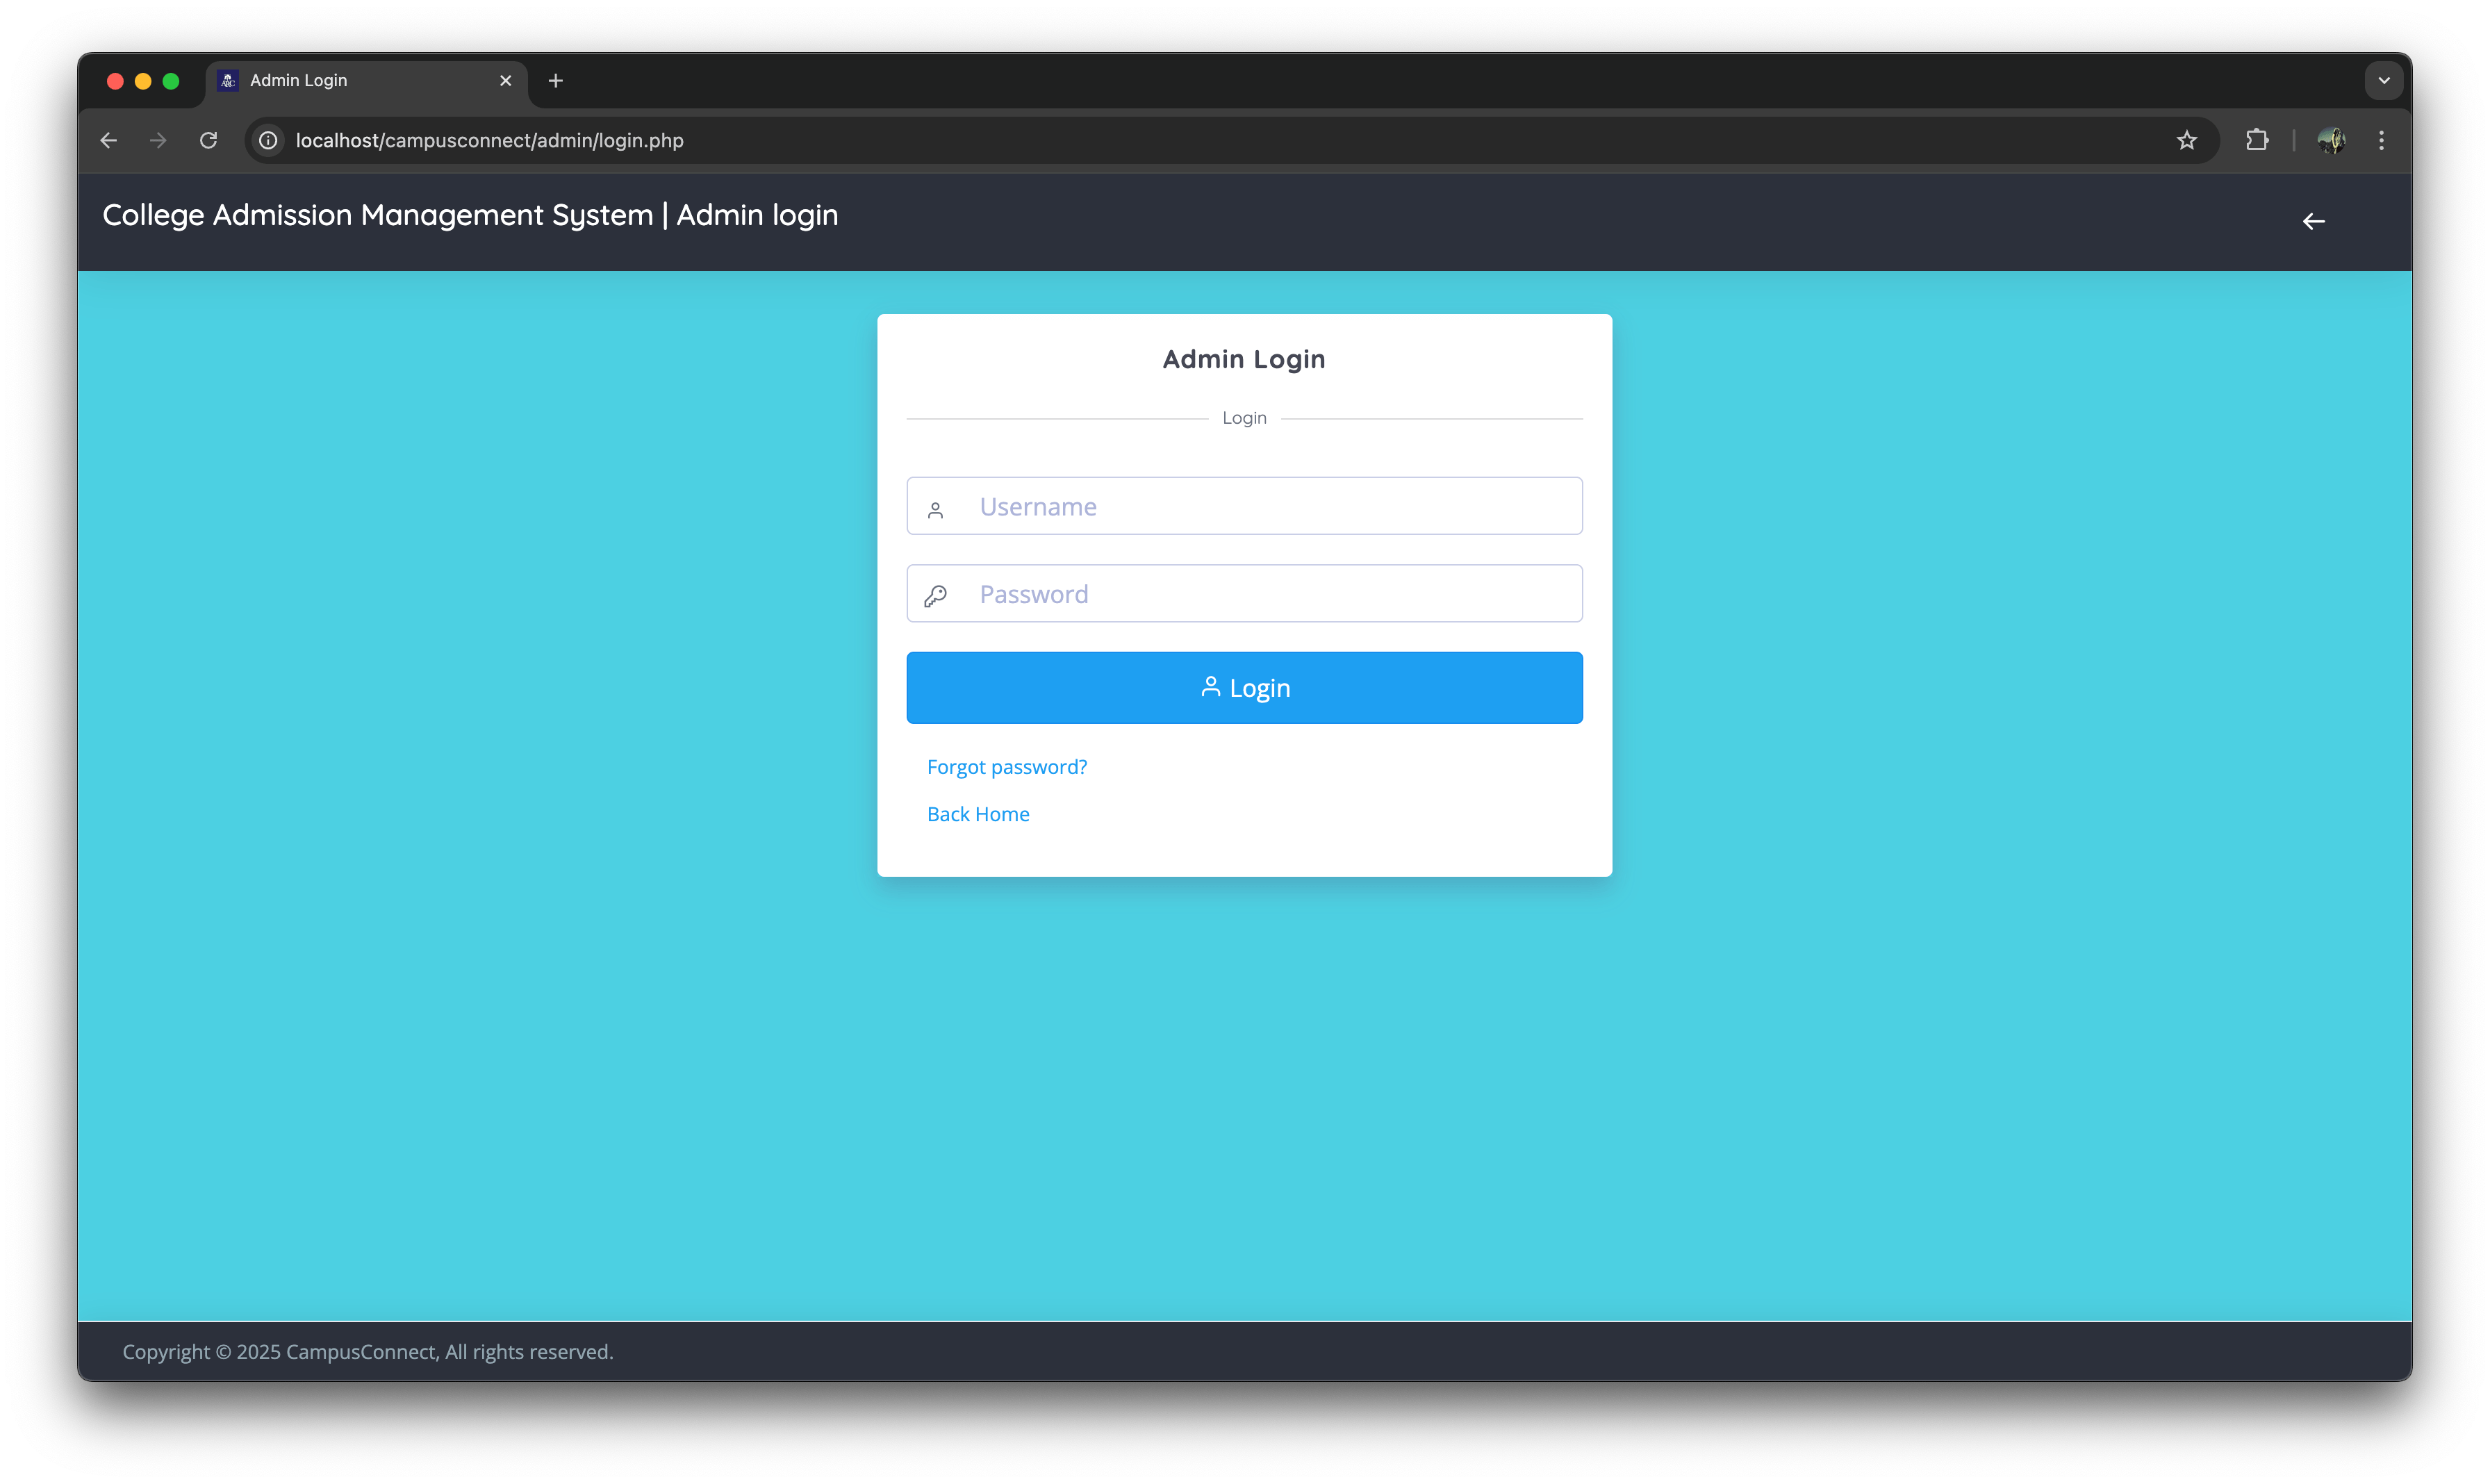 Admin Login
localhost/campusconnect/admin/login.php
College Admission Management System | Admin login
Admin Login
Login
Username
Password
Login
Forgot password?
Back Home
Copyright © 2025 CampusConnect, All rights reserved.